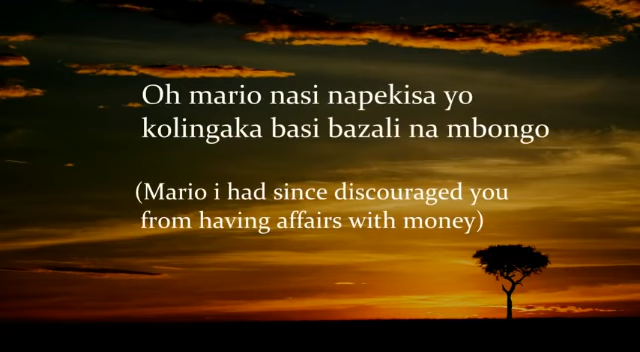 Oh mario nasi napekisa yo
kolingaka basi bazali na mbongo
(Mario i had since discouraged you
from having affairs with money)